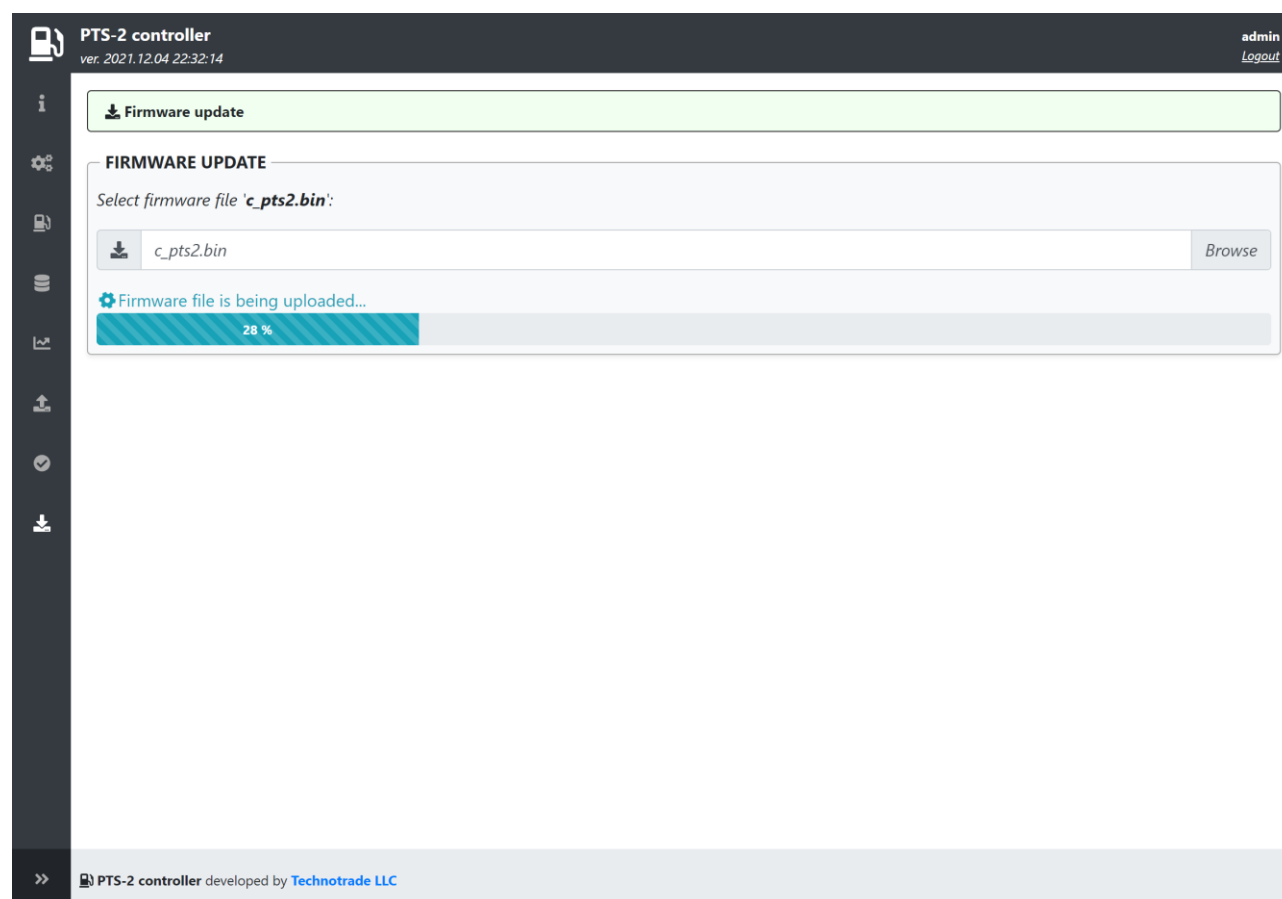 PTS-2 controller
ver. 2021.12.04 22:32:14
admin
Logout
Firmware update
FIRMWARE UPDATE
Select firmware file 'c_pts2.bin':
c_pts2.bin
Browse
Firmware file is being uploaded...
28 %
PTS-2 controller developed by Technotrade LLC